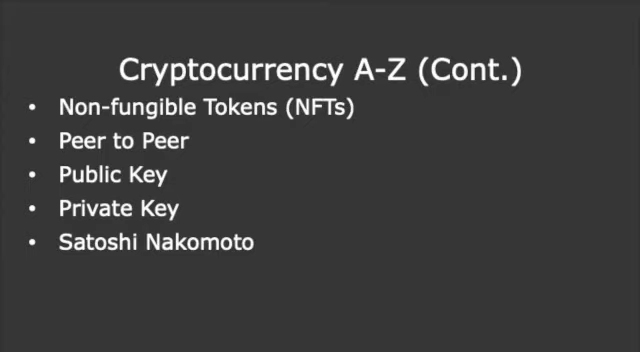 Cryptocurrency A-Z (Cont.)
• Non-fungible Tokens (NFTs)
• Peer to Peer
• Public Key
• Private Key
• Satoshi Nakomoto